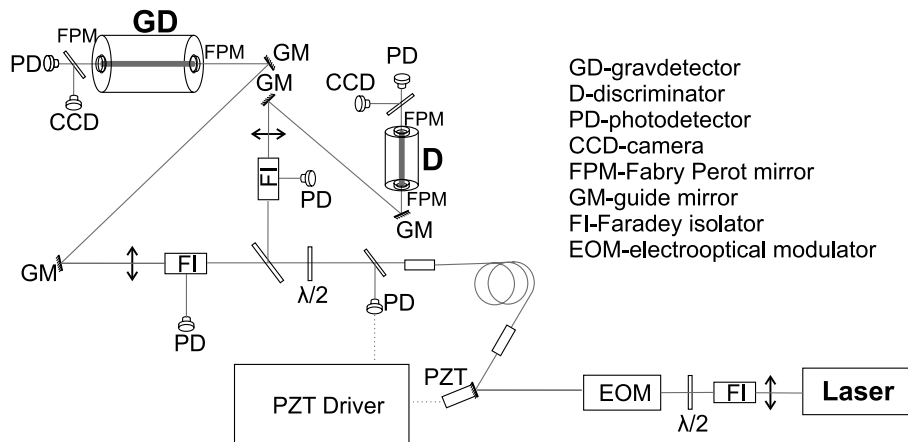 GD
FPM
FPM
PD
CCD
GM
GM
PD
CCD
FPM
D
FPM
GM
FI
PD
GM
FI
PD
λ/2
PD
PZT Driver
PZT
EOM
λ/2
FI
Laser
GD-gravdetector
D-discriminator
PD-photodetector
CCD-camera
FPM-Fabry Perot mirror
GM-guide mirror
FI-Faradey isolator
EOM-electrooptical modulator